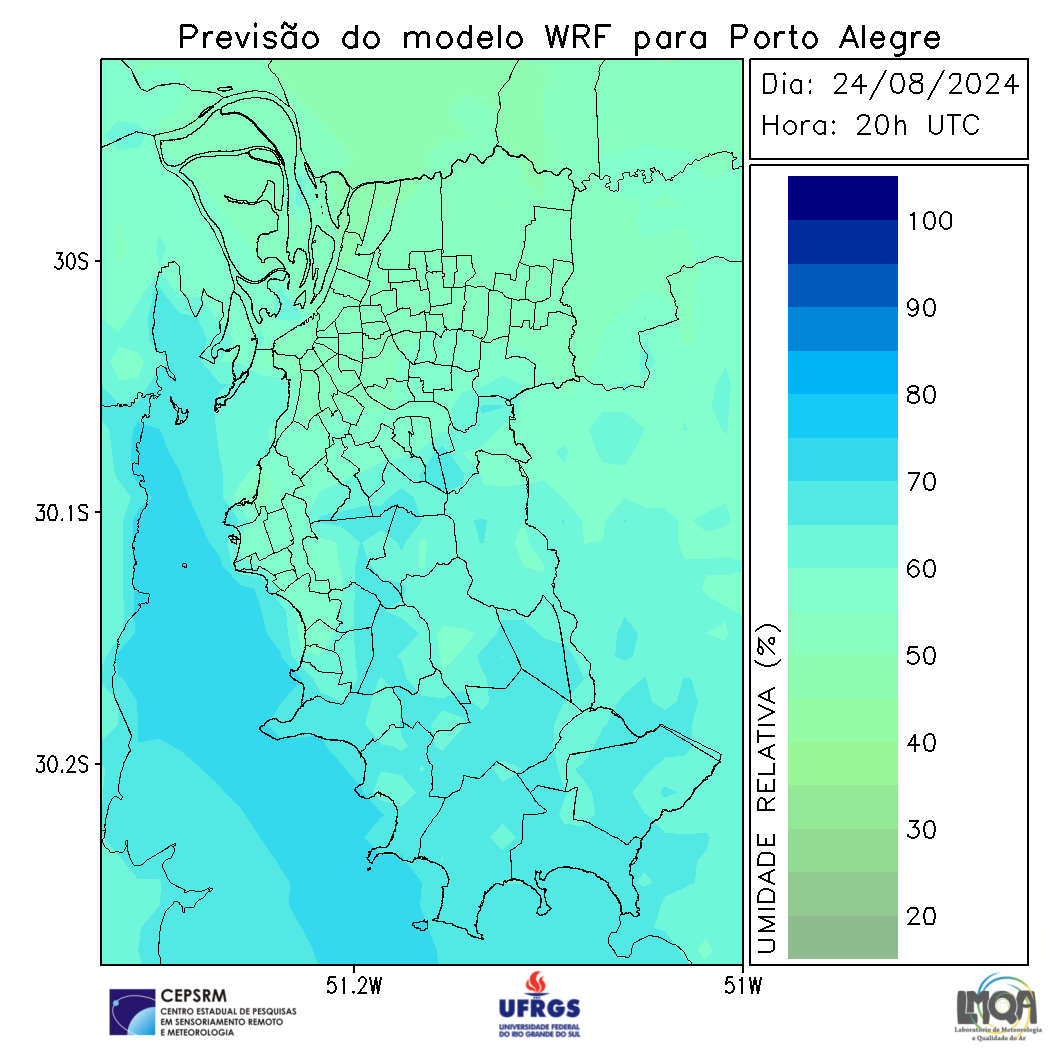 Previsão do modelo WRF para Porto Alegre
Dia: 24/08/2024
Hora: 20h UTC
30S
30.1S
30.2S
51.2W
51W
100
90
80
70
60
50
40
30
20
UMIDADE RELATIVA (%)
CEPSRM
CENTRO ESTADUAL DE PESQUISAS
EM SENSORIAMENTO REMOTO
E METEOROLOGIA
UFRGS
UNIVERSIDADE FEDERAL
DO RIO GRANDE DO SUL
LMQA
Laboratório de Meteorologia
e Qualidade do Ar